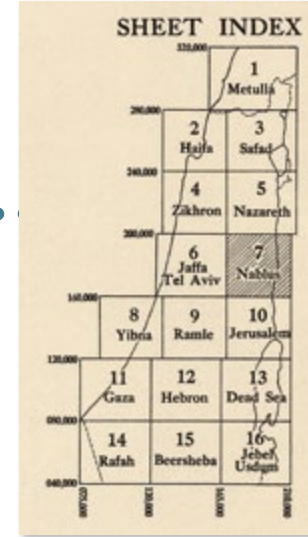 SHEET INDEX
320,000
1
Metulla
280,000
2
Haifa
3
Safad
240,000
4
Zikhron
5
Nazareth
200,000
6
Jaffa
Tel Aviv
7
Nablus
160,000
8
Yibna
9
Ramle
10
Jerusalem
120,000
11
Gaza
12
Hebron
13
Dead Sea
080,000
14
Rafah
15
Beersheba
16
Jebel
Usdum
040,000